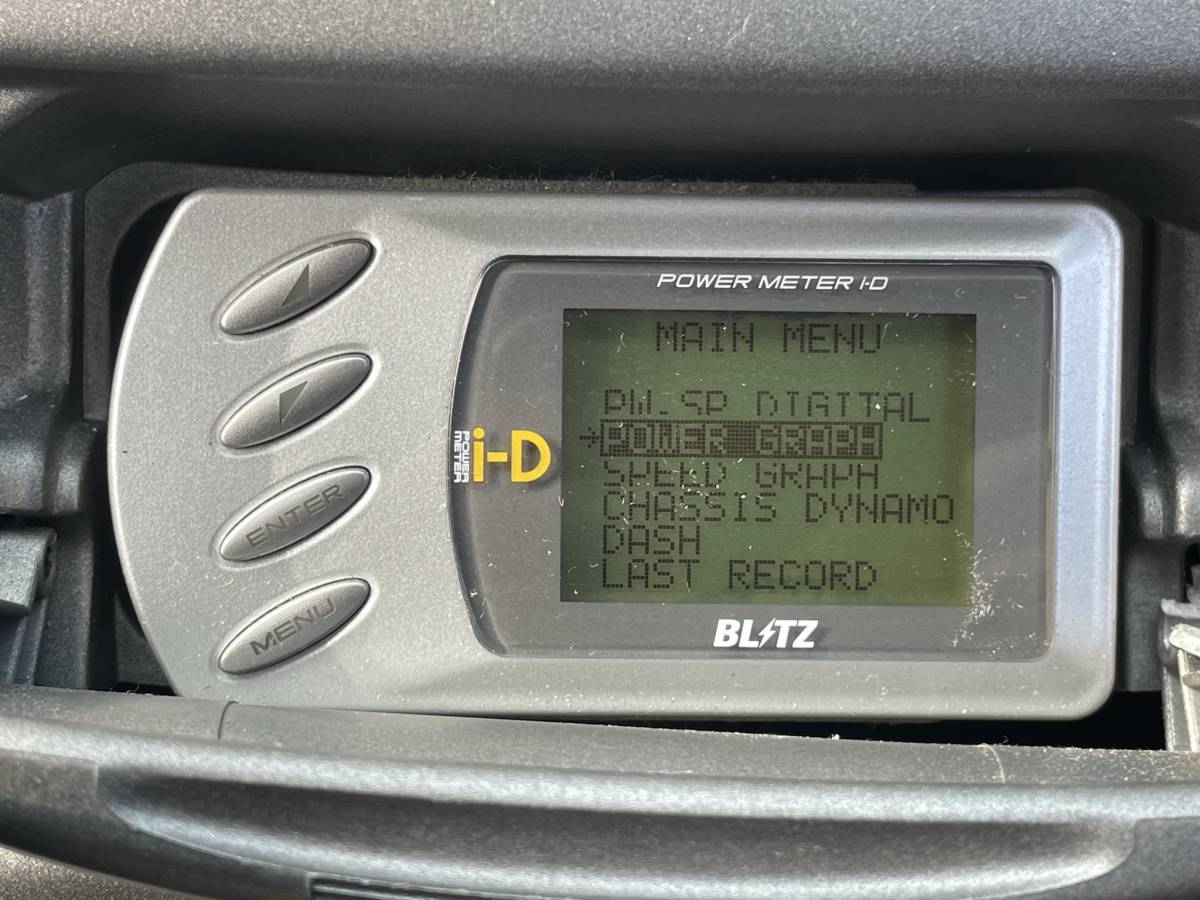 POWER METER I-D
MAIN MENU
PW.SP DIGITAL
→POWER GRAPH
SPEED GRAPH
CHASSIS DYNAMO
DASH
LAST RECORD
BLITZ
POWER
METER
i-D
ENTER
MENU